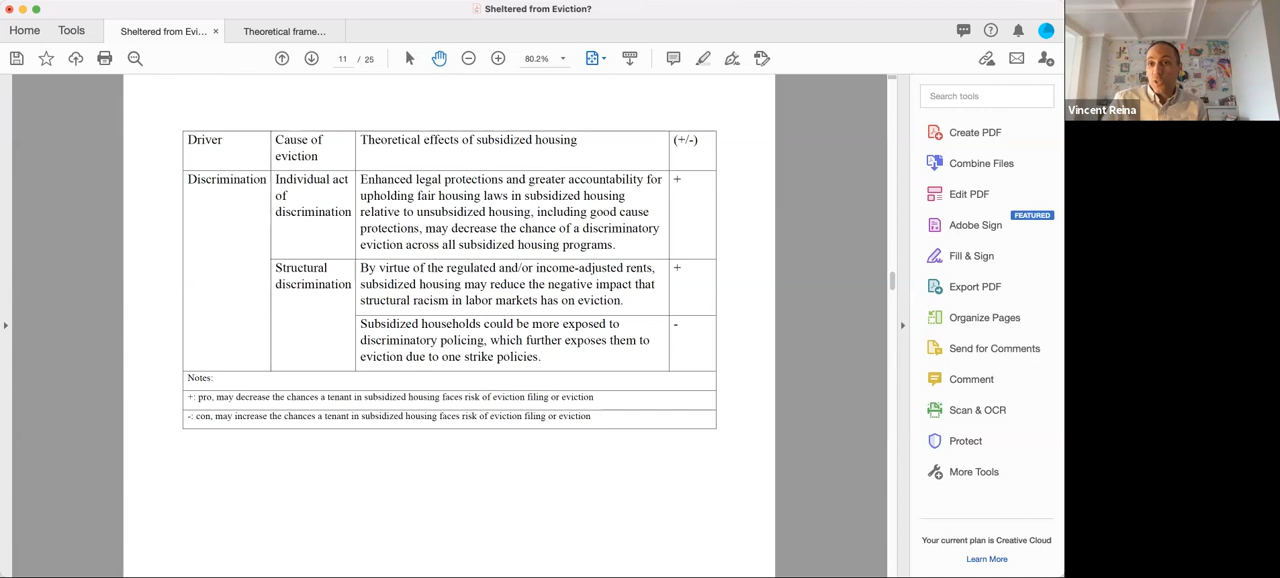 Sheltered from Eviction?
Home Tools Sheltered from Evi... × Theoretical frame...
11 / 25 80.2%
Driver
Cause of
eviction
Theoretical effects of subsidized housing
(+/-)
Discrimination
Individual act
of
discrimination
Enhanced legal protections and greater accountability for
upholding fair housing laws in subsidized housing
relative to unsubsidized housing, including good cause
protections, may decrease the chance of a discriminatory
eviction across all subsidized housing programs.
+
Structural
discrimination
By virtue of the regulated and/or income-adjusted rents,
subsidized housing may reduce the negative impact that
structural racism in labor markets has on eviction.
+
Subsidized households could be more exposed to
discriminatory policing, which further exposes them to
eviction due to one strike policies.
-
Notes:
+: pro, may decrease the chances a tenant in subsidized housing faces risk of eviction filing or eviction
-: con, may increase the chances a tenant in subsidized housing faces risk of eviction filing or eviction
Search tools
Create PDF
Combine Files
Edit PDF
FEATURED
Adobe Sign
Fill & Sign
Export PDF
Organize Pages
Send for Comments
Comment
Scan & OCR
Protect
More Tools
Your current plan is Creative Cloud
Learn More
Vincent Reina